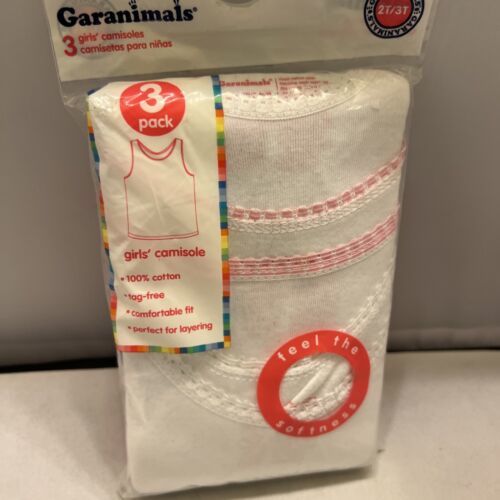 Garanimals®
3 girls' camisoles
camisetas para niñas
2T/3T
GARANIMALS
3
pack
girls' camisole
• 100% cotton
• tag-free
• comfortable fit
• perfect for layering
Garanimals®
feel the
softness